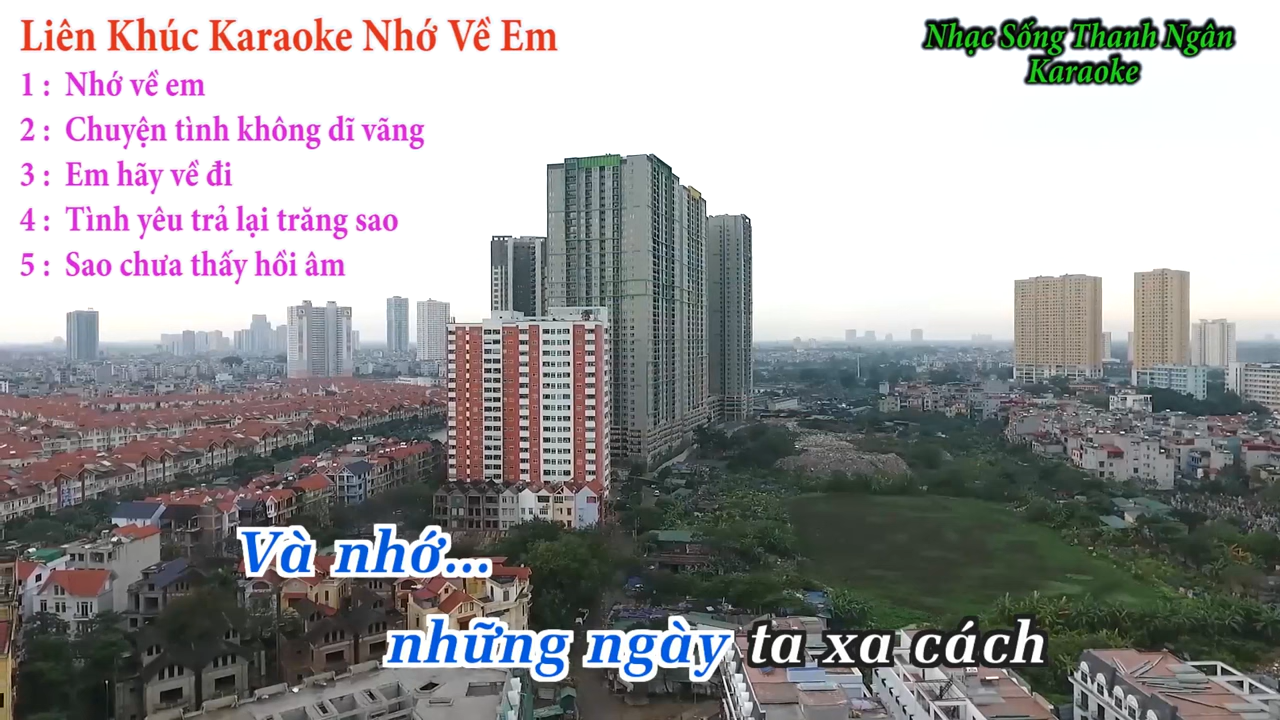 Liên Khúc Karaoke Nhớ Về Em
1 : Nhớ về em
2 : Chuyện tình không dĩ vãng
3 : Em hãy về đi
4 : Tình yêu trả lại trăng sao
5 : Sao chưa thấy hồi âm
Nhạc Sống Thanh Ngân
Karaoke
Và nhớ...
những ngày ta xa cách